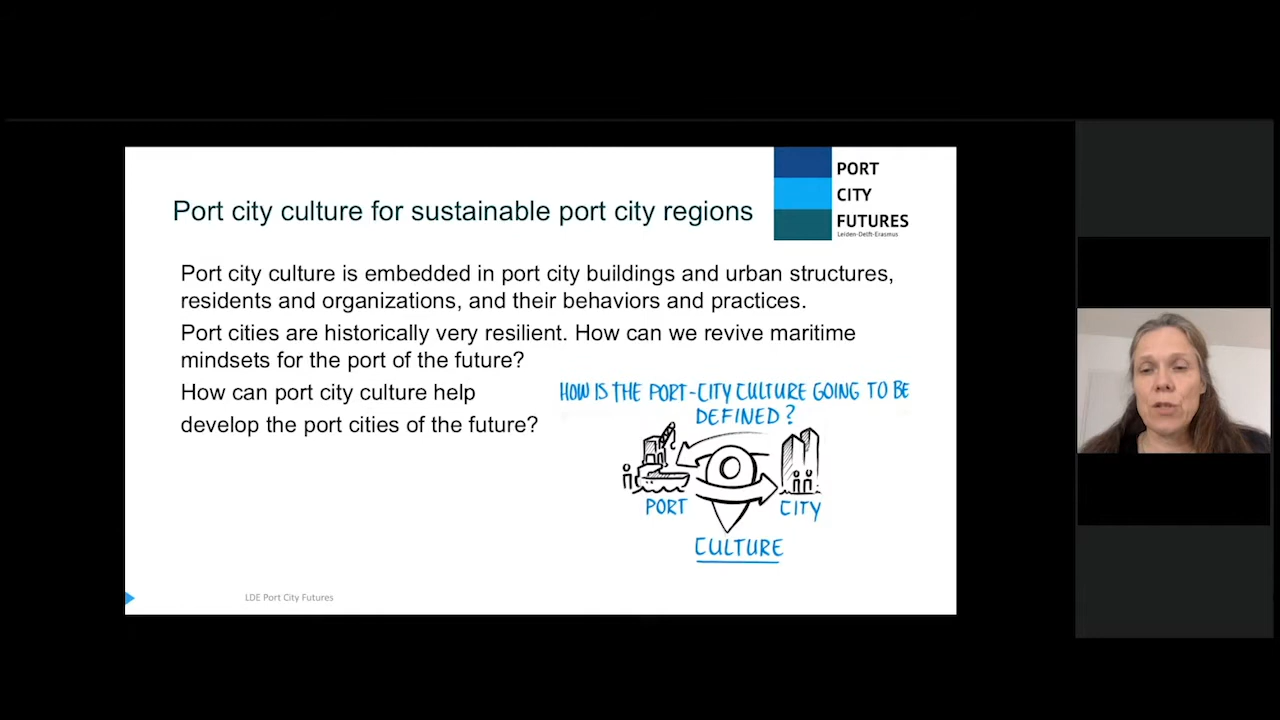 PORT
CITY
FUTURES
Leiden-Delft-Erasmus
Port city culture for sustainable port city regions
Port city culture is embedded in port city buildings and urban structures,
residents and organizations, and their behaviors and practices.
Port cities are historically very resilient. How can we revive maritime
mindsets for the port of the future?
How can port city culture help
develop the port cities of the future?
HOW IS THE PORT-CITY CULTURE GOING TO BE
DEFINED?
PORT
CITY
CULTURE
LDE Port City Futures